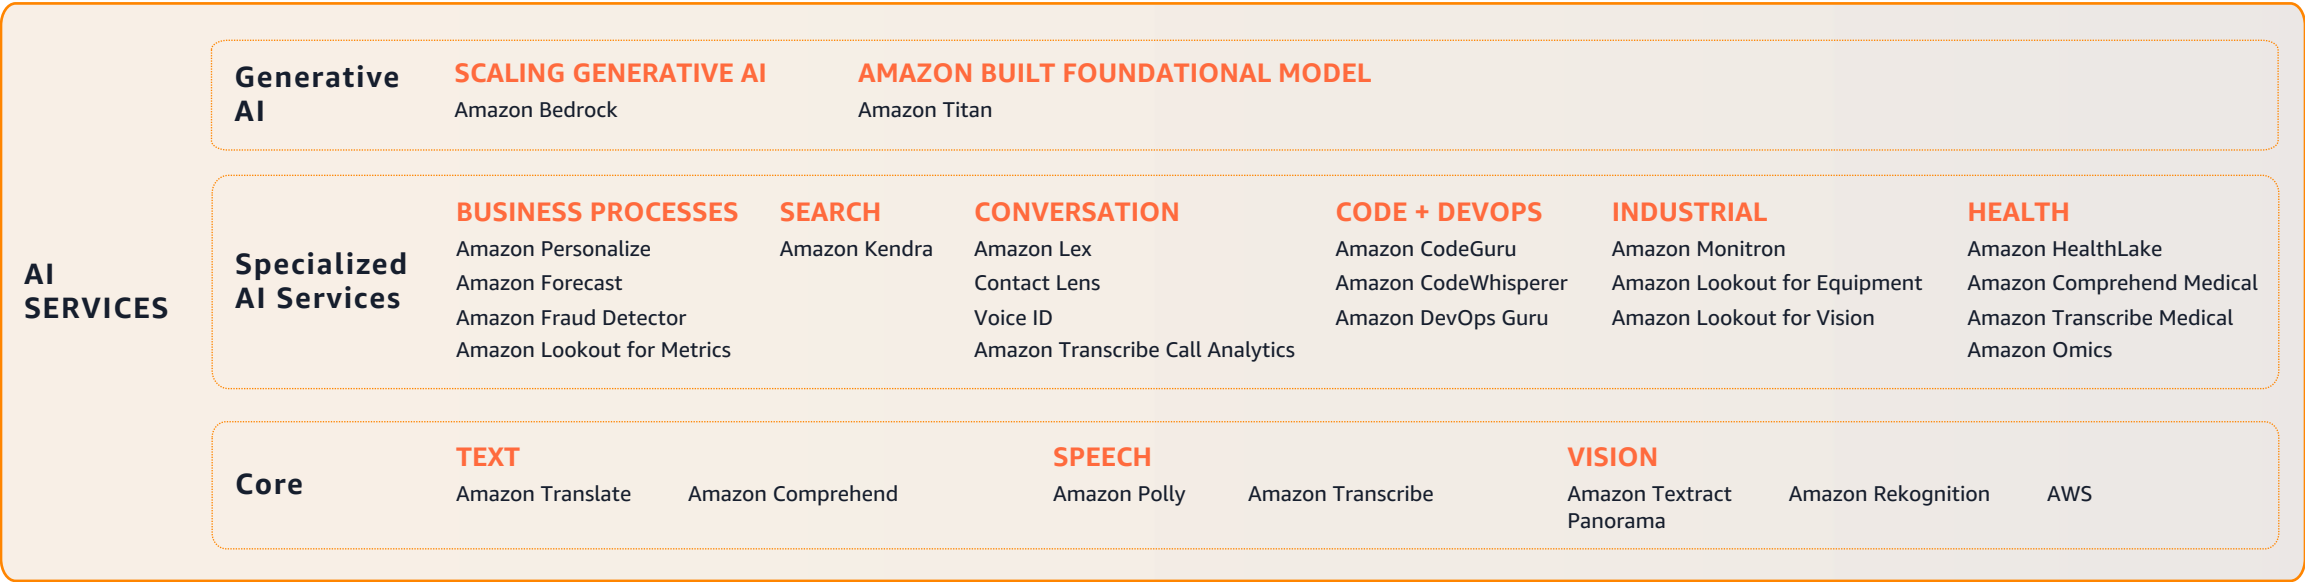 AI
SERVICES
Generative
AI
SCALING GENERATIVE AI
Amazon Bedrock
AMAZON BUILT FOUNDATIONAL MODEL
Amazon Titan
Specialized
AI Services
BUSINESS PROCESSES
Amazon Personalize
Amazon Forecast
Amazon Fraud Detector
Amazon Lookout for Metrics
SEARCH
Amazon Kendra
CONVERSATION
Amazon Lex
Contact Lens
Voice ID
Amazon Transcribe Call Analytics
CODE + DEVOPS
Amazon CodeGuru
Amazon CodeWhisperer
Amazon DevOps Guru
INDUSTRIAL
Amazon Monitron
Amazon Lookout for Equipment
Amazon Lookout for Vision
HEALTH
Amazon HealthLake
Amazon Comprehend Medical
Amazon Transcribe Medical
Amazon Omics
Core
TEXT
Amazon Translate Amazon Comprehend
SPEECH
Amazon Polly Amazon Transcribe
VISION
Amazon Textract Amazon Rekognition AWS
Panorama